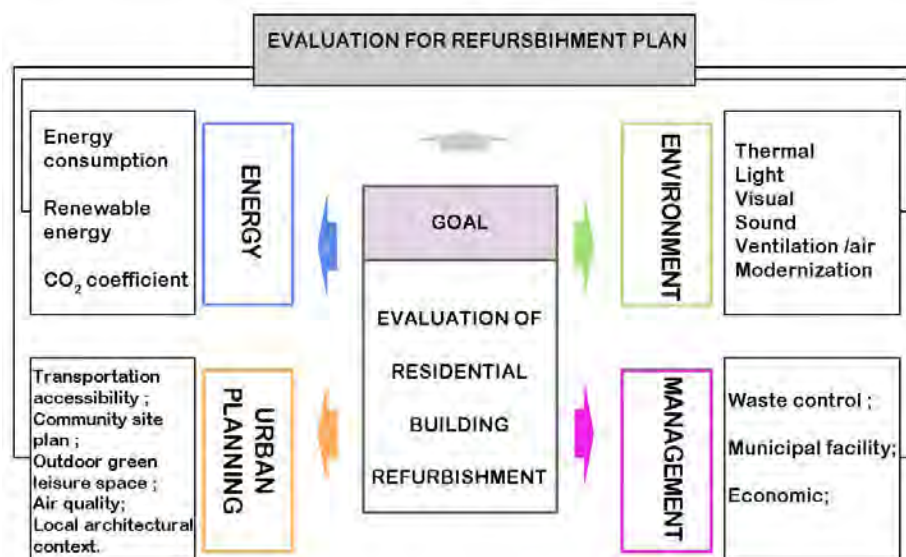 EVALUATION FOR REFURSBIHMENT PLAN
Energy
consumption
Renewable
energy
CO₂ coefficient
ENERGY
GOAL
EVALUATION OF
RESIDENTIAL
BUILDING
REFURBISHMENT
ENVIRONMENT
Thermal
Light
Visual
Sound
Ventilation /air
Modernization
Transportation
accessibility ;
Community site
plan ;
Outdoor green
leisure space ;
Air quality;
Local architectural
context.
URBAN
PLANNING
MANAGEMENT
Waste control ;
Municipal facility;
Economic;